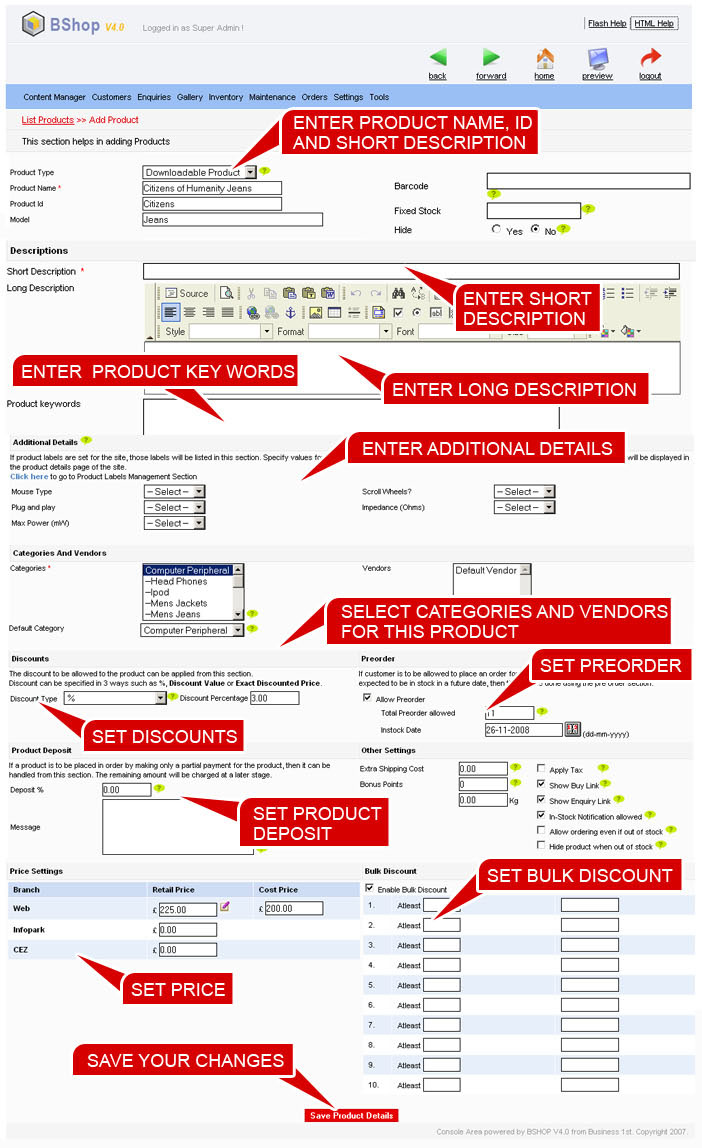 BShop V4.0
Logged in as Super Admin !
Flash Help HTML Help
back forward home preview logout
Content Manager Customers Enquiries Gallery Inventory Maintenance Orders Settings Tools
List Products >> Add Product
ENTER PRODUCT NAME, ID
AND SHORT DESCRIPTION
This section helps in adding Products
Product Type Downloadable Product ?
Product Name * Citizens of Humanity Jeans
Product Id Citizens
Model Jeans
Barcode ?
Fixed Stock ?
Hide Yes No ?
Descriptions
Short Description *
Long Description
Source
ENTER SHORT
DESCRIPTION
Style Format Font
ENTER PRODUCT KEY WORDS
ENTER LONG DESCRIPTION
Product keywords
Additional Details ?
ENTER ADDITIONAL DETAILS
If product labels are set for the site, those labels will be listed in this section. Specify values for will be displayed in
the product details page of the site.
Click here to go to Product Labels Management Section
Mouse Type --Select--
Scroll Wheels? --Select--
Plug and play --Select--
Impedance (Ohms) --Select--
Max Power (mW) --Select--
Categories And Vendors
Categories *
Computer Peripheral
--Head Phones
--Ipod
--Mens Jackets
--Mens Jeans ?
Vendors Default Vendor
Default Category Computer Peripheral ?
SELECT CATEGORIES AND VENDORS
FOR THIS PRODUCT
Discounts
The discount to be allowed to the product can be applied from this section.
Discount can be specified in 3 ways such as %, Discount Value or Exact Discounted Price.
Discount Type % ? Discount Percentage 3.00
SET DISCOUNTS
Preorder
SET PREORDER
If customer is to be allowed to place an order for
expected to be in stock in a future date, then done using the pre order section.
Allow Preorder
Total Preorder allowed 11 ?
Instock Date 26-11-2008 (dd-mm-yyyy)
Product Deposit
If a product is to be placed in order by making only a partial payment for the product, then it can be
handled from this section. The remaining amount will be charged at a later stage.
Deposit % 0.00 ?
SET PRODUCT
DEPOSIT
Message ?
Other Settings
Extra Shipping Cost 0.00 ?
Bonus Points 0 ?
0.00 Kg
Apply Tax ?
Show Buy Link ?
Show Enquiry Link ?
In-Stock Notification allowed ?
Allow ordering even if out of stock ?
Hide product when out of stock ?
Price Settings
Branch Retail Price Cost Price
Web £ 225.00 £ 200.00
Infopark £ 0.00
CEZ £ 0.00
SET PRICE
Bulk Discount
SET BULK DISCOUNT
Enable Bulk Discount
1. Atleast
2. Atleast
3. Atleast
4. Atleast
5. Atleast
6. Atleast
7. Atleast
8. Atleast
9. Atleast
10. Atleast
SAVE YOUR CHANGES
Save Product Details
Console Area powered by BSHOP V4.0 from Business 1st. Copyright 2007.